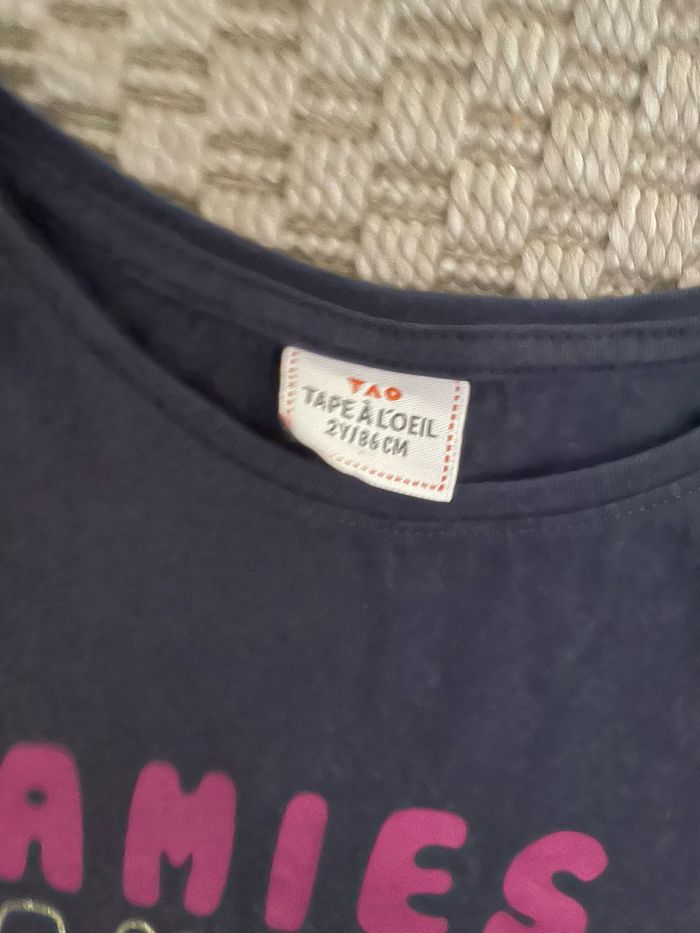 TAO
TAPE À L'OEIL
2Y/86CM
AMIES